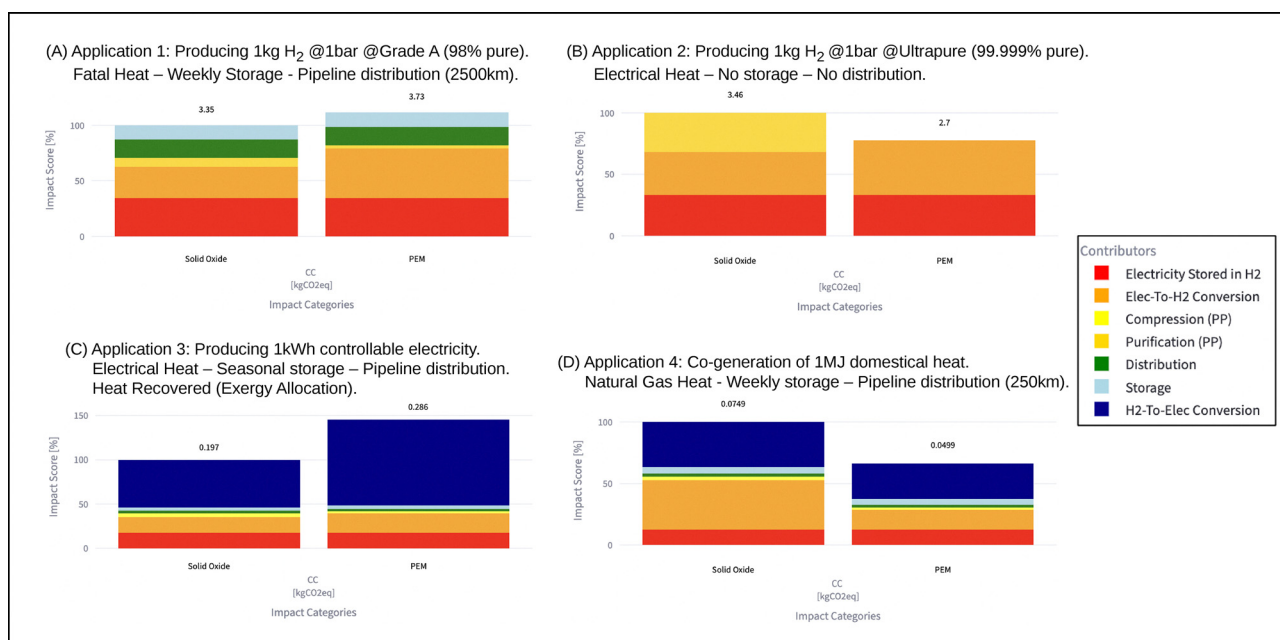 (A) Application 1: Producing 1kg H2 @1bar @Grade A (98% pure).
Fatal Heat – Weekly Storage - Pipeline distribution (2500km).
3.35
3.73
100
50
0
Impact Score [%]
Solid Oxide
PEM
CC
[kgCO2eq]
Impact Categories
(B) Application 2: Producing 1kg H2 @1bar @Ultrapure (99.999% pure).
Electrical Heat – No storage – No distribution.
3.46
2.7
100
50
0
Impact Score [%]
Solid Oxide
PEM
CC
[kgCO2eq]
Impact Categories
Contributors
Electricity Stored in H2
Elec-To-H2 Conversion
Compression (PP)
Purification (PP)
Distribution
Storage
H2-To-Elec Conversion
(C) Application 3: Producing 1kWh controllable electricity.
Electrical Heat – Seasonal storage – Pipeline distribution.
Heat Recovered (Exergy Allocation).
0.197
0.286
150
100
50
0
Impact Score [%]
Solid Oxide
PEM
CC
[kgCO2eq]
Impact Categories
(D) Application 4: Co-generation of 1MJ domestical heat.
Natural Gas Heat - Weekly storage – Pipeline distribution (250km).
0.0749
0.0499
100
50
0
Impact Score [%]
Solid Oxide
PEM
CC
[kgCO2eq]
Impact Categories